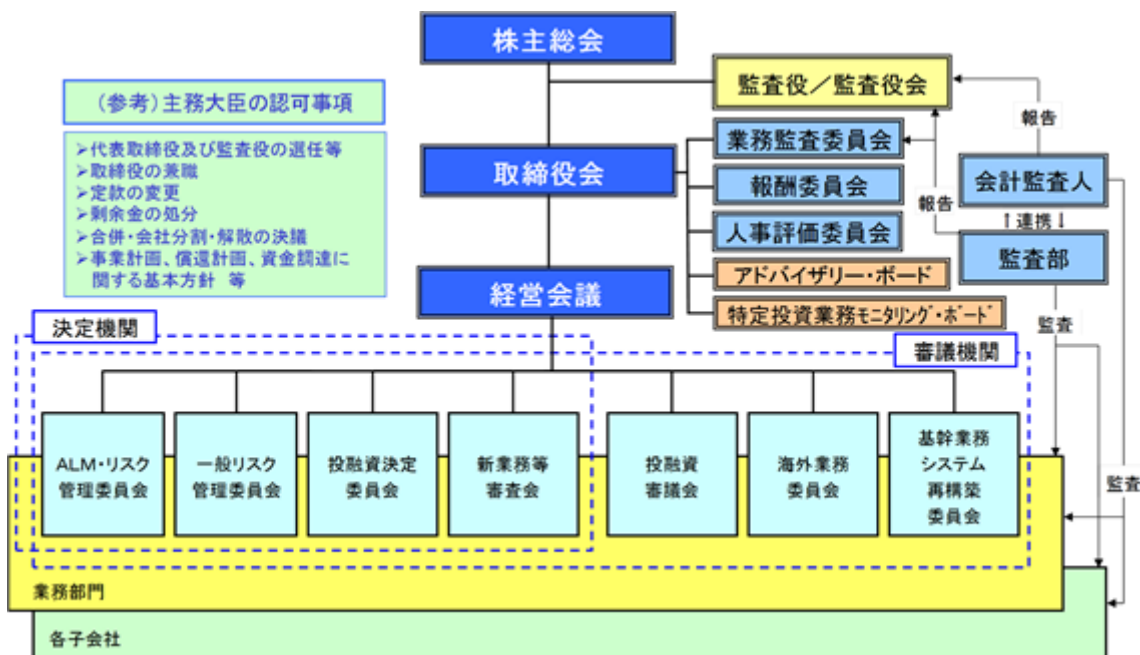 株主総会
監査役／監査役会
(参考)主務大臣の認可事項
➢代表取締役及び監査役の選任等
➢取締役の兼職
➢定款の変更
➢剰余金の処分
➢合併・会社分割・解散の決議
➢事業計画、償還計画、資金調達に
関する基本方針 等
取締役会
業務監査委員会
報酬委員会
人事評価委員会
アドバイザリー・ボード
特定投資業務モニタリング・ボード
報告
会計監査人
報告
↑連携↓
監査部
経営会議
監査
決定機関
審議機関
ALM・リスク
管理委員会
一般リスク
管理委員会
投融資決定
委員会
新業務等
審査会
投融資
審議会
海外業務
委員会
基幹業務
システム
再構築
委員会
監査
業務部門
各子会社